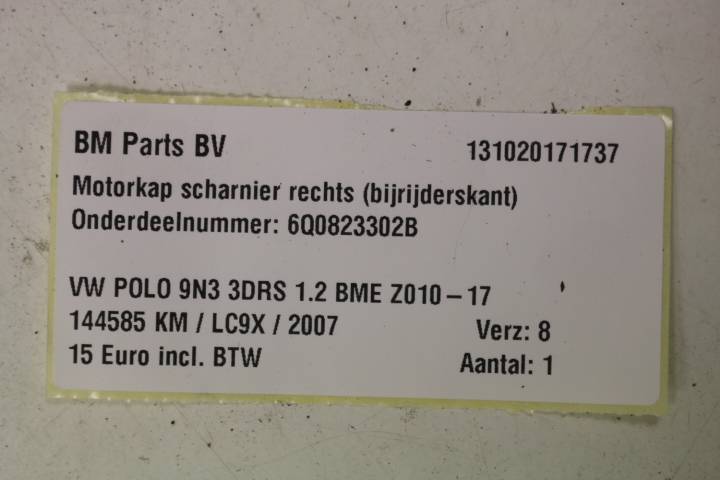 BM Parts BV 131020171737
Motorkap scharnier rechts (bijrijderskant)
Onderdeelnummer: 6Q0823302B
VW POLO 9N3 3DRS 1.2 BME Z010-17
144585 KM / LC9X / 2007 Verz: 8
15 Euro incl. BTW Aantal: 1